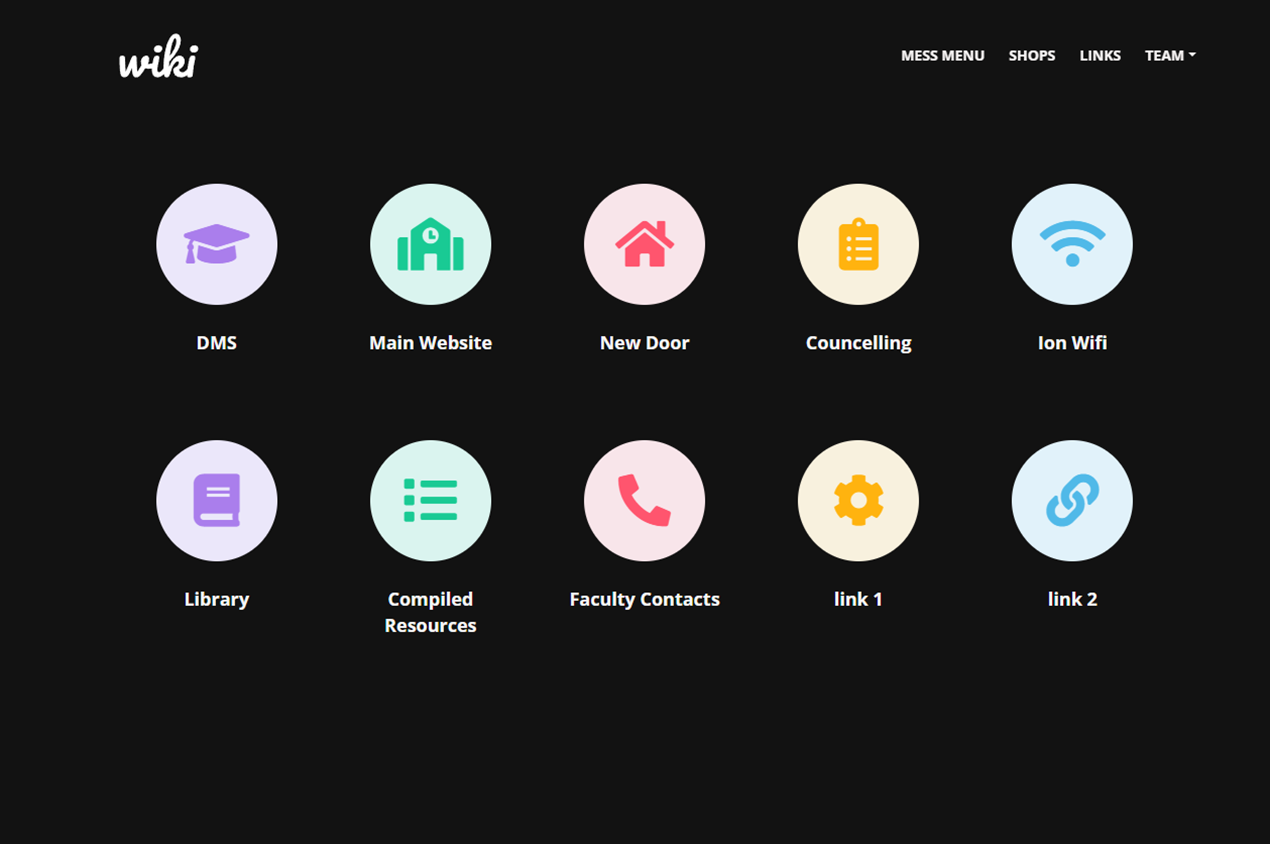 wiki
MESS MENU
SHOPS
LINKS
TEAM
DMS
Main Website
New Door
Councelling
Ion Wifi
Library
Compiled
Resources
Faculty Contacts
link 1
link 2